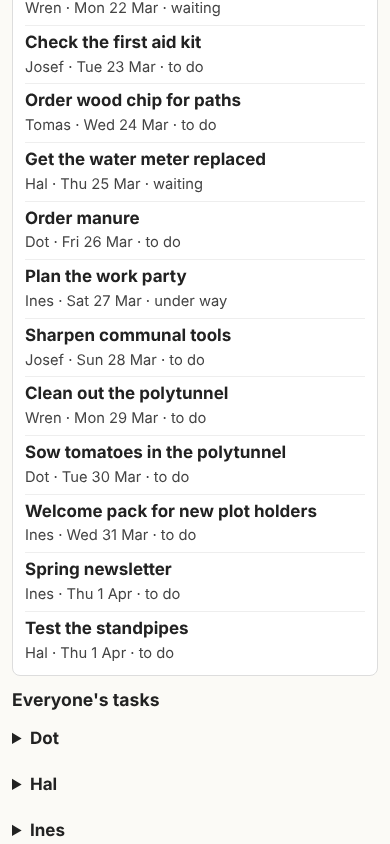 Wren · Mon 22 Mar · waiting
Check the first aid kit
Josef · Tue 23 Mar · to do
Order wood chip for paths
Tomas · Wed 24 Mar · to do
Get the water meter replaced
Hal · Thu 25 Mar · waiting
Order manure
Dot · Fri 26 Mar · to do
Plan the work party
Ines · Sat 27 Mar · under way
Sharpen communal tools
Josef · Sun 28 Mar · to do
Clean out the polytunnel
Wren · Mon 29 Mar · to do
Sow tomatoes in the polytunnel
Dot · Tue 30 Mar · to do
Welcome pack for new plot holders
Ines · Wed 31 Mar · to do
Spring newsletter
Ines · Thu 1 Apr · to do
Test the standpipes
Hal · Thu 1 Apr · to do
Everyone's tasks
Dot
Hal
Ines